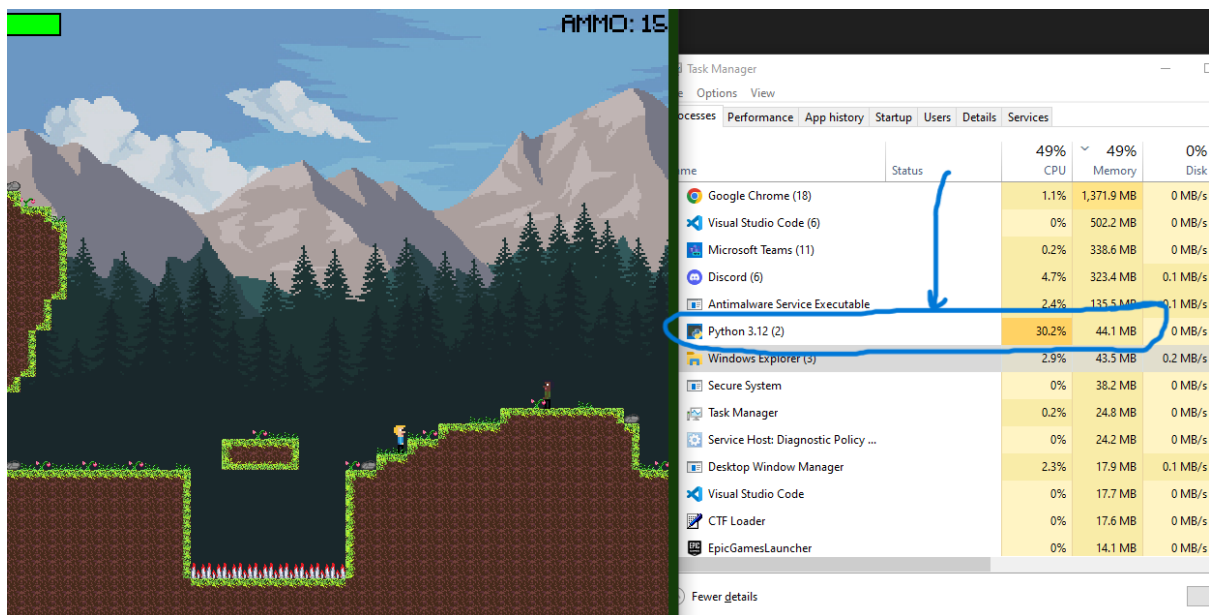 AMMO: 15
Task Manager
Options View
Processes Performance App history Startup Users Details Services
49% 49% 0%
Status CPU Memory Disk
Google Chrome (18) 1.1% 1,371.9 MB 0 MB/s
Visual Studio Code (6) 0% 502.2 MB 0 MB/s
Microsoft Teams (11) 0.2% 338.6 MB 0 MB/s
Discord (6) 4.7% 323.4 MB 0.1 MB/s
Antimalware Service Executable 2.4% 135.5 MB 0.1 MB/s
Python 3.12 (2) 30.2% 44.1 MB 0 MB/s
Windows Explorer (3) 2.9% 43.5 MB 0.2 MB/s
Secure System 0% 38.2 MB 0 MB/s
Task Manager 0.2% 24.8 MB 0 MB/s
Service Host: Diagnostic Policy ... 0% 24.2 MB 0 MB/s
Desktop Window Manager 2.3% 17.9 MB 0.1 MB/s
Visual Studio Code 0% 17.7 MB 0 MB/s
CTF Loader 0% 17.6 MB 0 MB/s
EpicGamesLauncher 0% 14.1 MB 0 MB/s
Fewer details